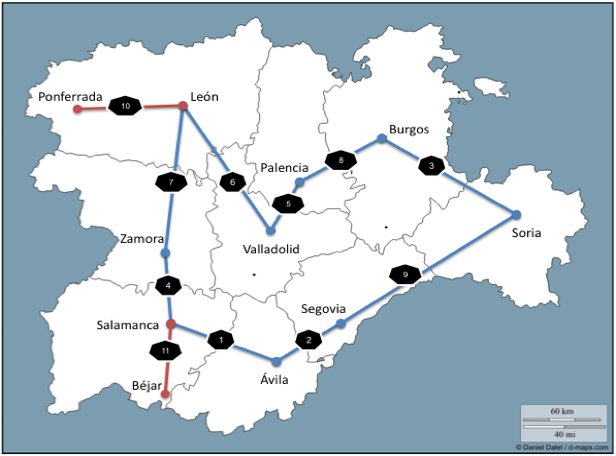 Ponferrada
10
León
Burgos
8
3
Palencia
7
6
5
Soria
Zamora
Valladolid
9
4
Segovia
Salamanca
1
2
11
Ávila
Béjar
60 km
40 mi
© Daniel Dalet / d-maps.com